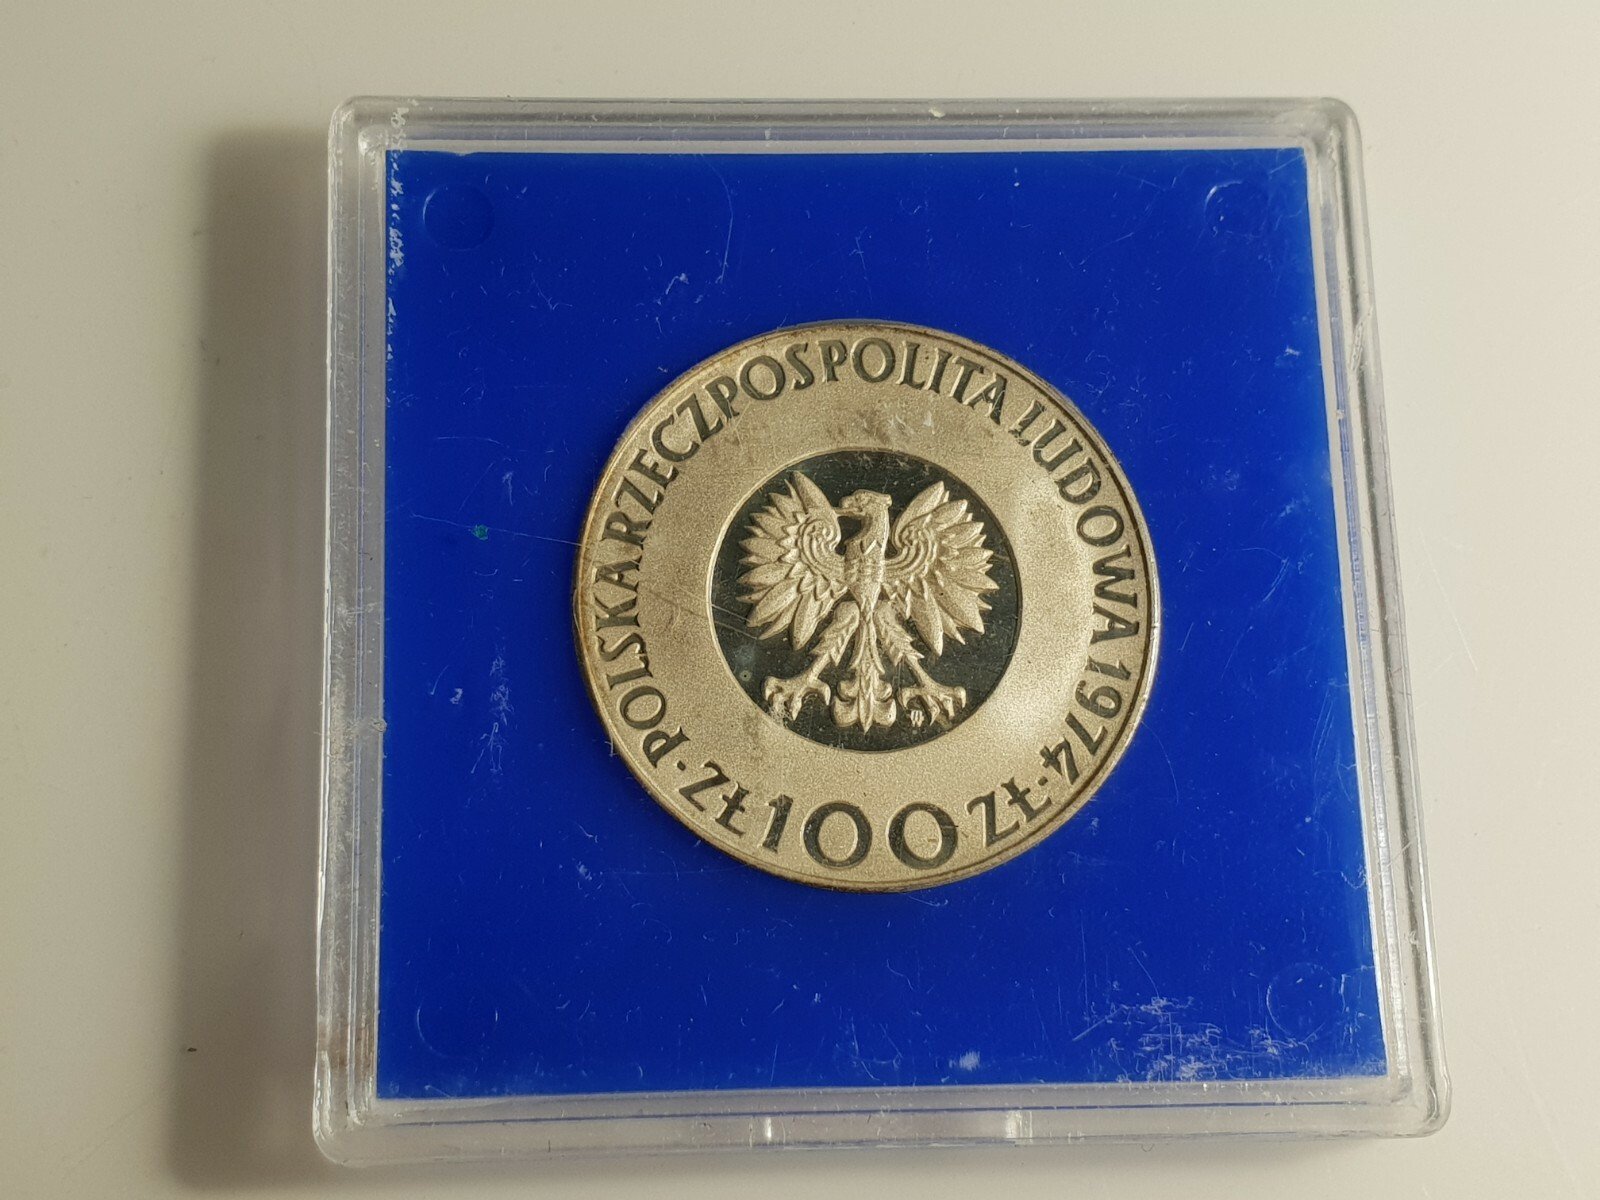 POLSKA RZECZPOSPOLITA LUDOWA 1974
· ZŁ 100 ZŁ ·